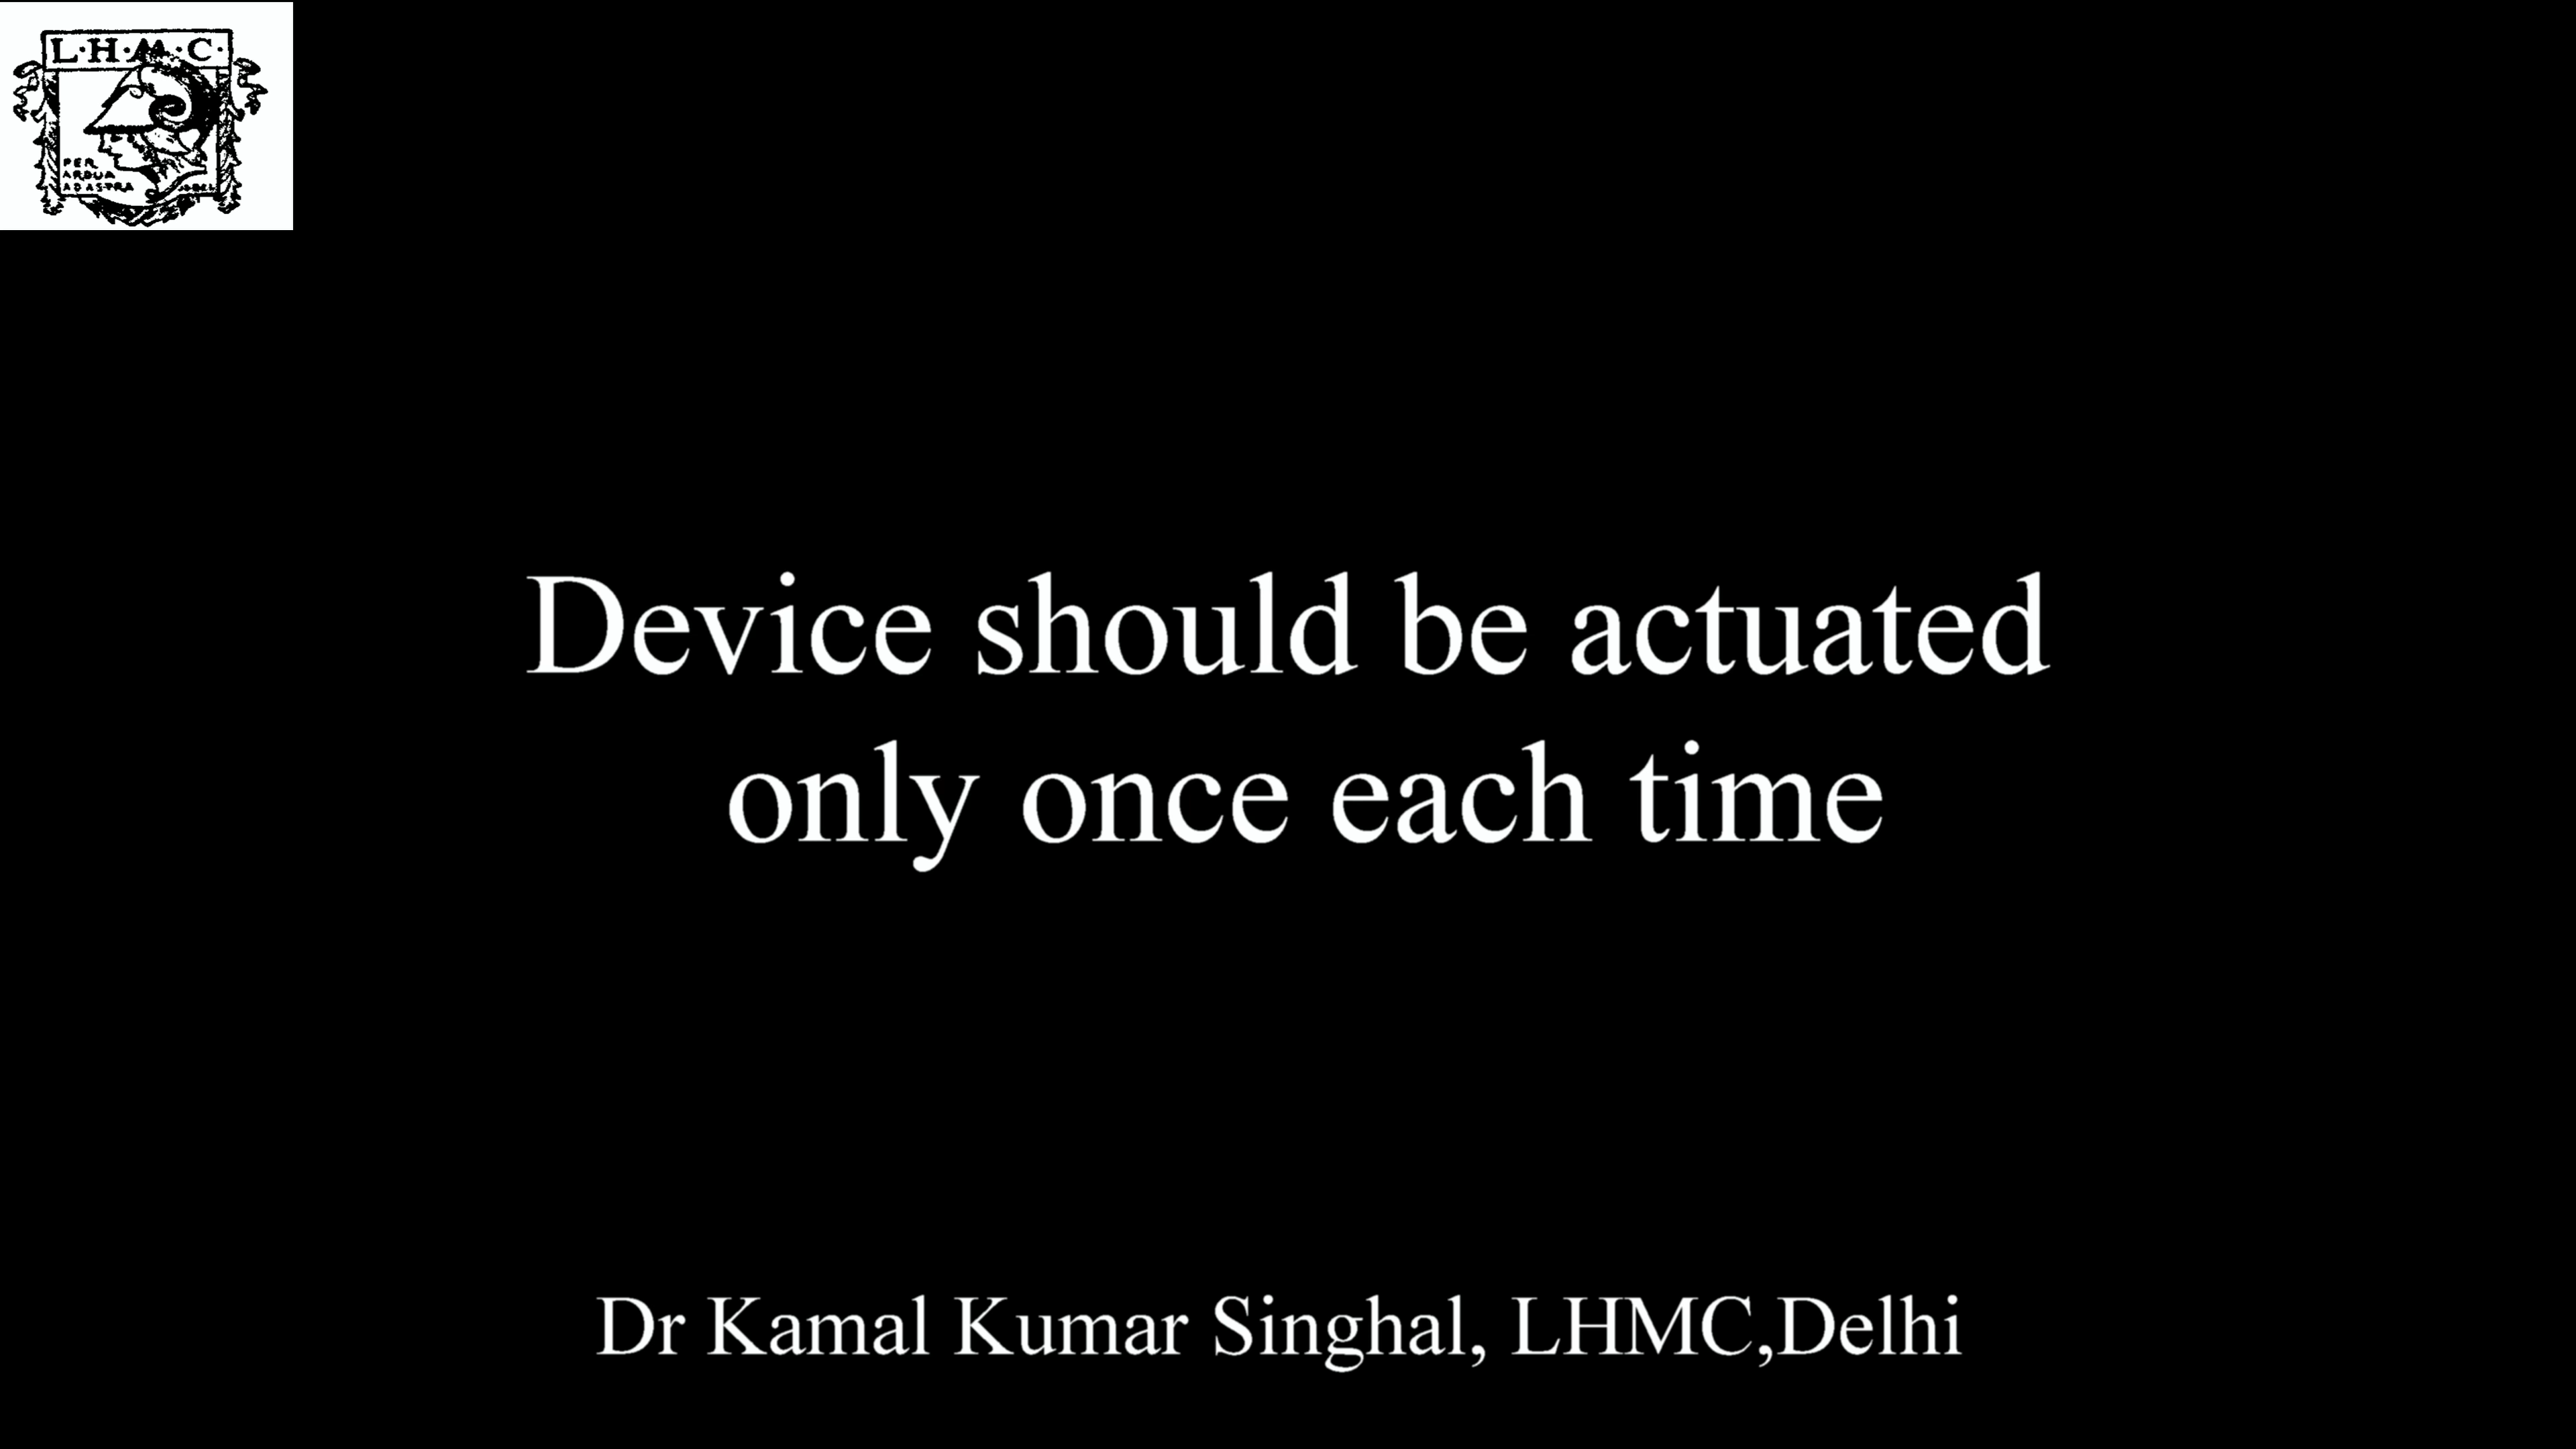 L·H·M·C·
PER
ARDUA
AD ASTRA
Device should be actuated
only once each time
Dr Kamal Kumar Singhal, LHMC,Delhi